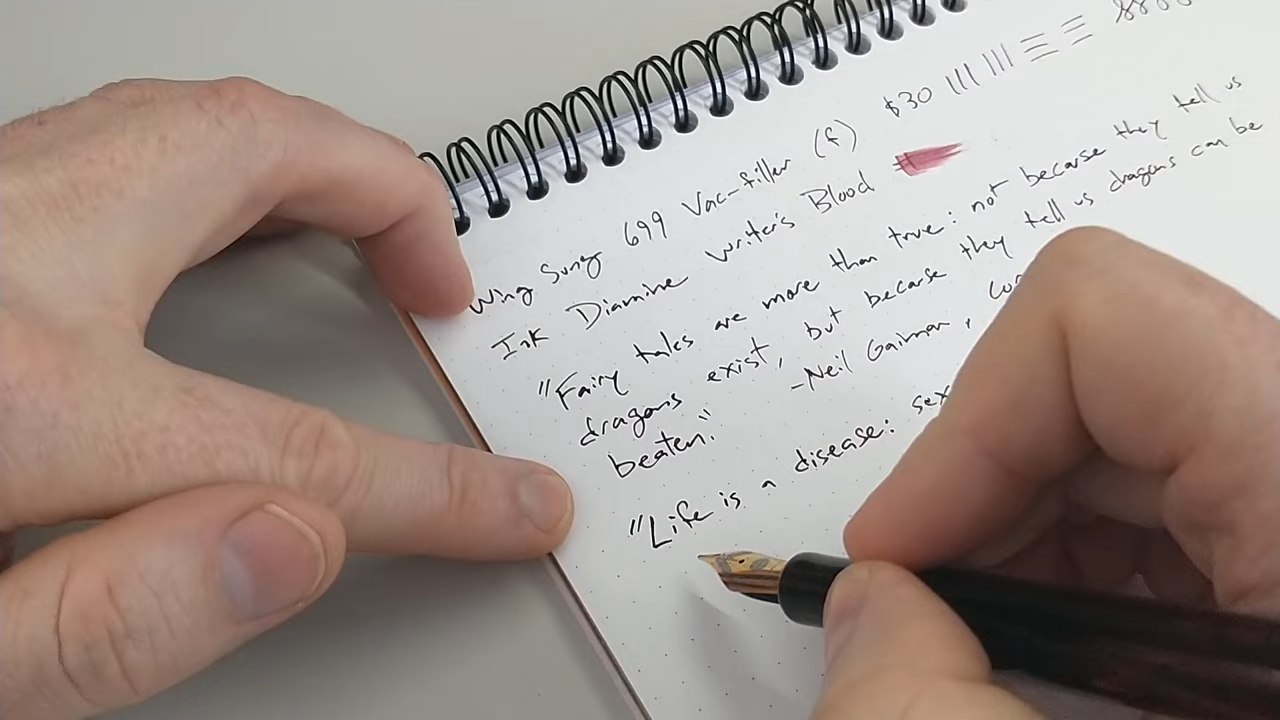 Wing Sung 699 Vac-filler (f) $30 ||| ||| ☰ ☰
Ink Diamine Writer's Blood
"Fairy tales are more than true: not because they tell us
dragons exist, but because they tell us dragons can be
beaten." -Neil Gaiman,
"Life is a disease: